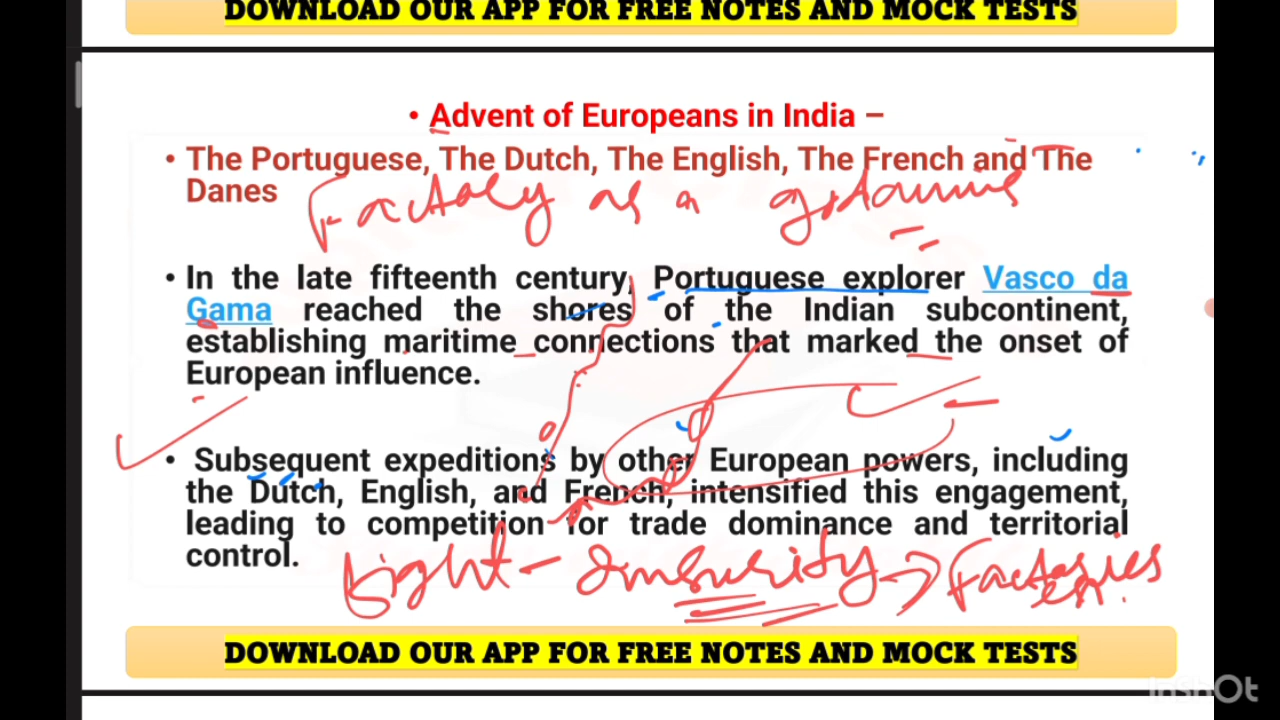 DOWNLOAD OUR APP FOR FREE NOTES AND MOCK TESTS
• Advent of Europeans in India –
• The Portuguese, The Dutch, The English, The French and The
Danes
Factory as a
• In the late fifteenth century, Portuguese explorer Vasco da
Gama reached the shores of the Indian subcontinent,
establishing maritime connections that marked the onset of
European influence.
• Subsequent expeditions by other European powers, including
the Dutch, English, and French, intensified this engagement,
leading to competition for trade dominance and territorial
control.
Fight - → Factories
DOWNLOAD OUR APP FOR FREE NOTES AND MOCK TESTS
InShOt